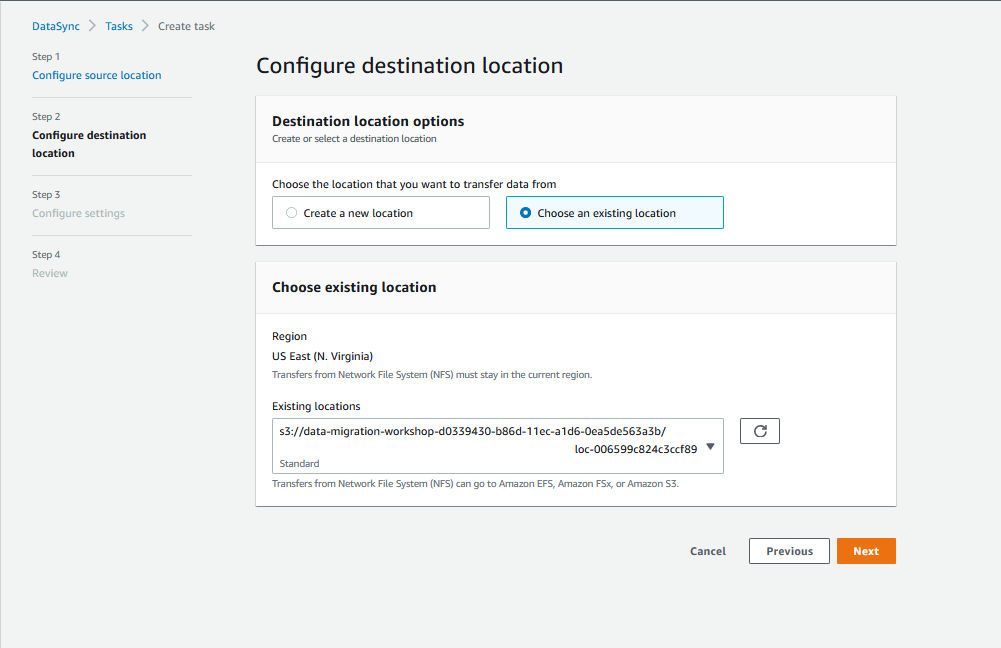 DataSync > Tasks > Create task
Step 1
Configure source location
Step 2
Configure destination
location
Step 3
Configure settings
Step 4
Review
Configure destination location
Destination location options
Create or select a destination location
Choose the location that you want to transfer data from
Create a new location
Choose an existing location
Choose existing location
Region
US East (N. Virginia)
Transfers from Network File System (NFS) must stay in the current region.
Existing locations
s3://data-migration-workshop-d0339430-b86d-11ec-a1d6-0ea5de563a3b/
loc-006599c824c3ccf89
Standard
Transfers from Network File System (NFS) can go to Amazon EFS, Amazon FSx, or Amazon S3.
Cancel
Previous
Next